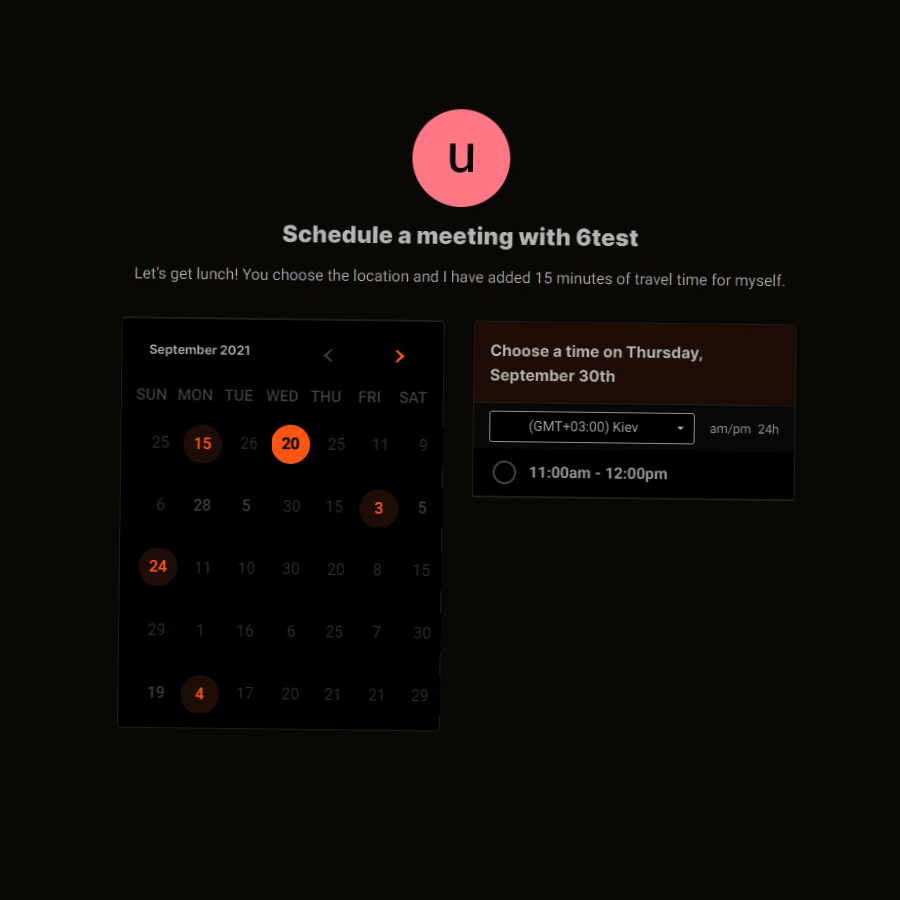 u
Schedule a meeting with 6test
Let's get lunch! You choose the location and I have added 15 minutes of travel time for myself.
September 2021
SUN MON TUE WED THU FRI SAT
25 15 26 20 25 11 9
6 28 5 30 15 3 5
24 11 10 30 20 8 15
29 1 16 6 25 7 30
19 4 17 20 21 21 29
Choose a time on Thursday,
September 30th
(GMT+03:00) Kiev am/pm 24h
11:00am - 12:00pm